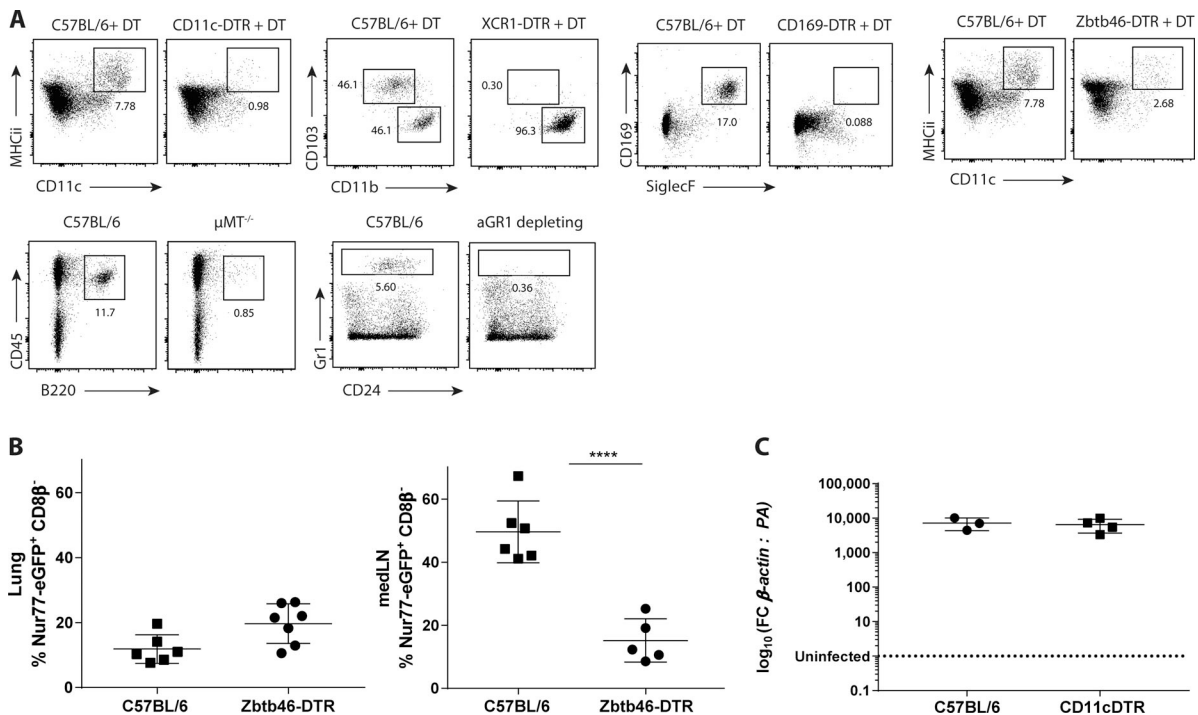 A
C57BL/6+ DT
CD11c-DTR + DT
C57BL/6+ DT
XCR1-DTR + DT
C57BL/6+ DT
CD169-DTR + DT
C57BL/6+ DT
Zbtb46-DTR + DT
MHCii
7.78
0.98
CD11c
CD103
46.1
46.1
0.30
96.3
CD11b
CD169
17.0
0.088
SiglecF
MHCii
7.78
2.68
CD11c
C57BL/6
µMT-/-
C57BL/6
aGR1 depleting
CD45
11.7
0.85
B220
Gr1
5.60
0.36
CD24
B
Lung
% Nur77-eGFP+ CD8β-
60
40
20
0
C57BL/6
Zbtb46-DTR
medLN
% Nur77-eGFP+ CD8β-
60
40
20
0
****
C57BL/6
Zbtb46-DTR
C
log10 (FC β-actin : PA)
100,000
10,000
1,000
100
10
Uninfected
0.1
C57BL/6
CD11cDTR